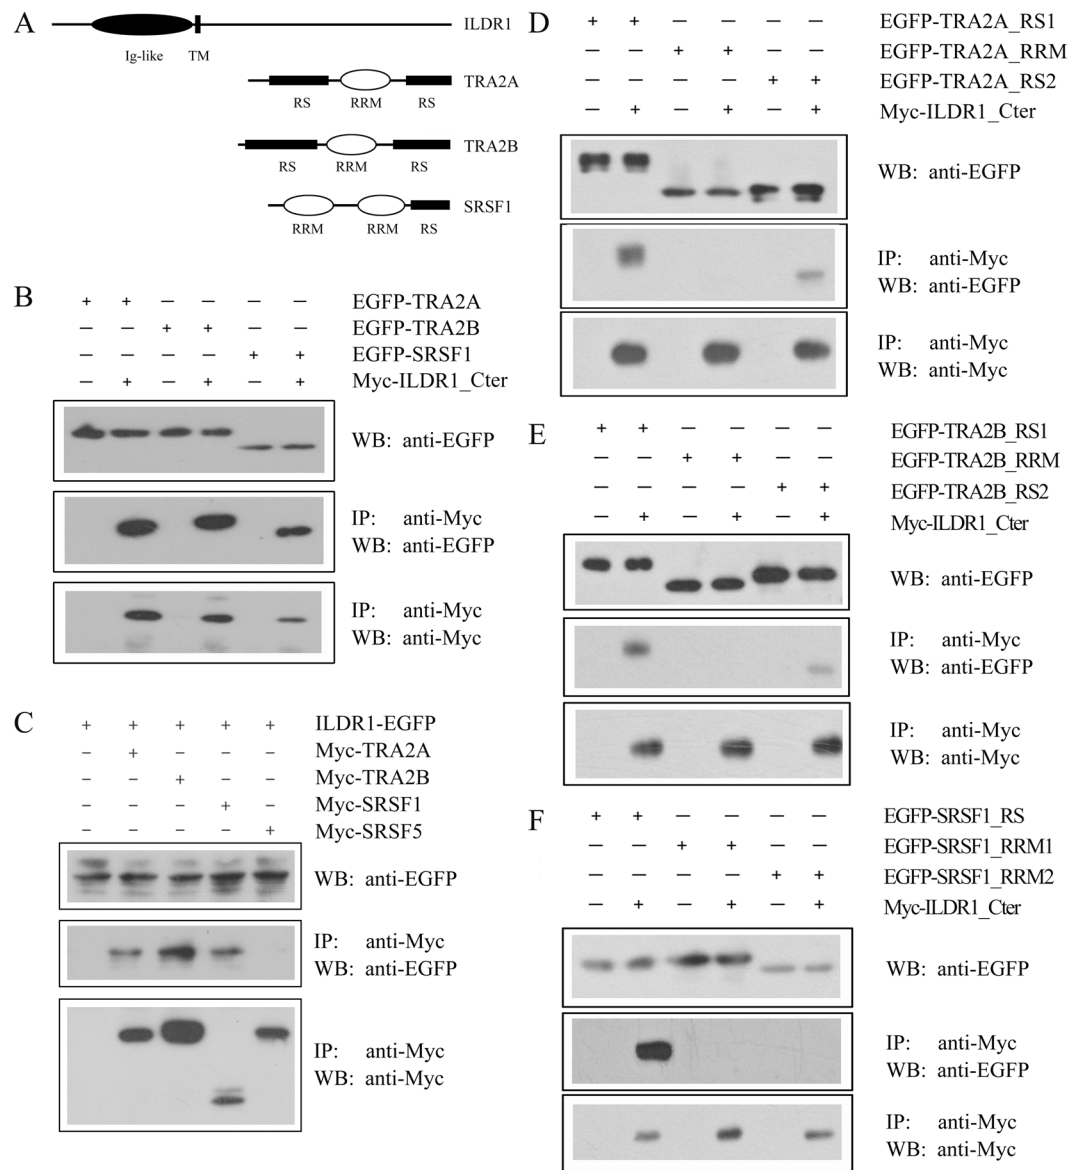 A
ILDR1
Ig-like TM
TRA2A
RS RRM RS
TRA2B
RS RRM RS
SRSF1
RRM RRM RS
B
+ + — — — — EGFP-TRA2A
— — + + — — EGFP-TRA2B
— — — — + + EGFP-SRSF1
— + — + — + Myc-ILDR1_Cter
WB: anti-EGFP
IP: anti-Myc
WB: anti-EGFP
IP: anti-Myc
WB: anti-Myc
C
+ + + + + ILDR1-EGFP
– + – – – Myc-TRA2A
– – + – – Myc-TRA2B
– – – + – Myc-SRSF1
– – – – + Myc-SRSF5
WB: anti-EGFP
IP: anti-Myc
WB: anti-EGFP
IP: anti-Myc
WB: anti-Myc
D
+ + — — — — EGFP-TRA2A_RS1
— — + + — — EGFP-TRA2A_RRM
— — — — + + EGFP-TRA2A_RS2
— + — + — + Myc-ILDR1_Cter
WB: anti-EGFP
IP: anti-Myc
WB: anti-EGFP
IP: anti-Myc
WB: anti-Myc
E
+ + — — — — EGFP-TRA2B_RS1
— — + + — — EGFP-TRA2B_RRM
— — — — + + EGFP-TRA2B_RS2
— + — + — + Myc-ILDR1_Cter
WB: anti-EGFP
IP: anti-Myc
WB: anti-EGFP
IP: anti-Myc
WB: anti-Myc
F
+ + — — — — EGFP-SRSF1_RS
— — + + — — EGFP-SRSF1_RRM1
— — — — + + EGFP-SRSF1_RRM2
— + — + — + Myc-ILDR1_Cter
WB: anti-EGFP
IP: anti-Myc
WB: anti-EGFP
IP: anti-Myc
WB: anti-Myc